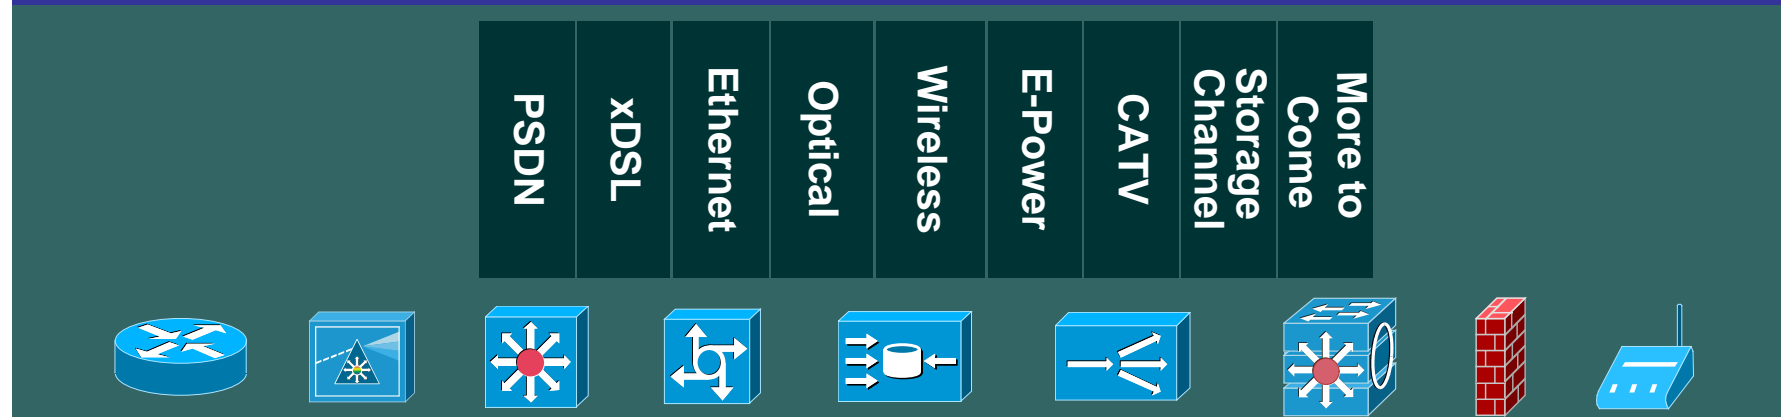 PSDN
xDSL
Ethernet
Optical
Wireless
E-Power
CATV
Storage
Channel
More to
Come